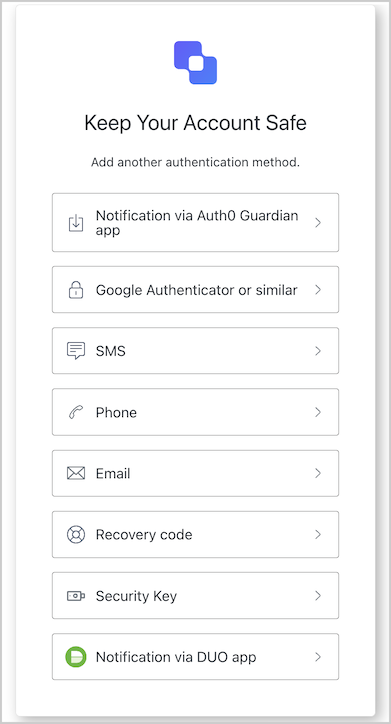 Keep Your Account Safe
Add another authentication method.
Notification via Auth0 Guardian
app
Google Authenticator or similar
SMS
Phone
Email
Recovery code
Security Key
Notification via DUO app